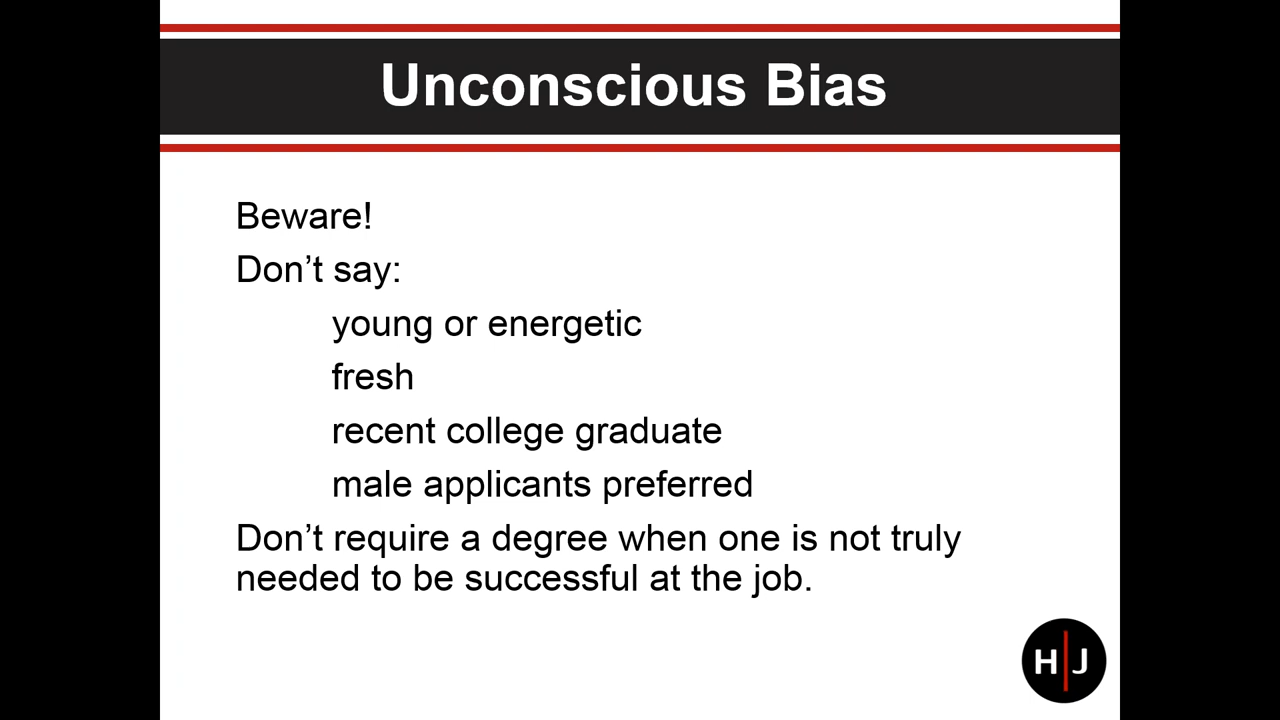 Unconscious Bias
Beware!
Don’t say:
young or energetic
fresh
recent college graduate
male applicants preferred
Don’t require a degree when one is not truly
needed to be successful at the job.
H|J